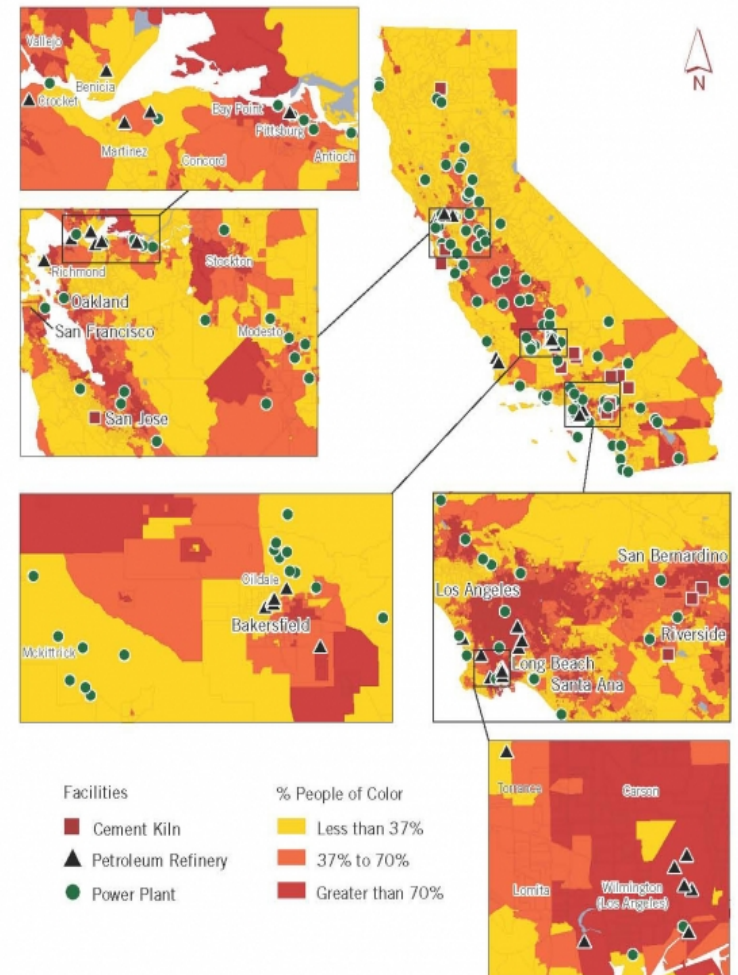 Vallejo
Benicia
Crocket
Bay Point
Pittsburg
Martinez
Concord
Antioch
N
Richmond
Stockton
Oakland
San Francisco
Modesto
San Jose
Oildale
Bakersfield
Mckittrick
San Bernardino
Los Angeles
Riverside
Long Beach
Santa Ana
Facilities
Cement Kiln
Petroleum Refinery
Power Plant
% People of Color
Less than 37%
37% to 70%
Greater than 70%
Torrance
Carson
Lomita
Wilmington
(Los Angeles)